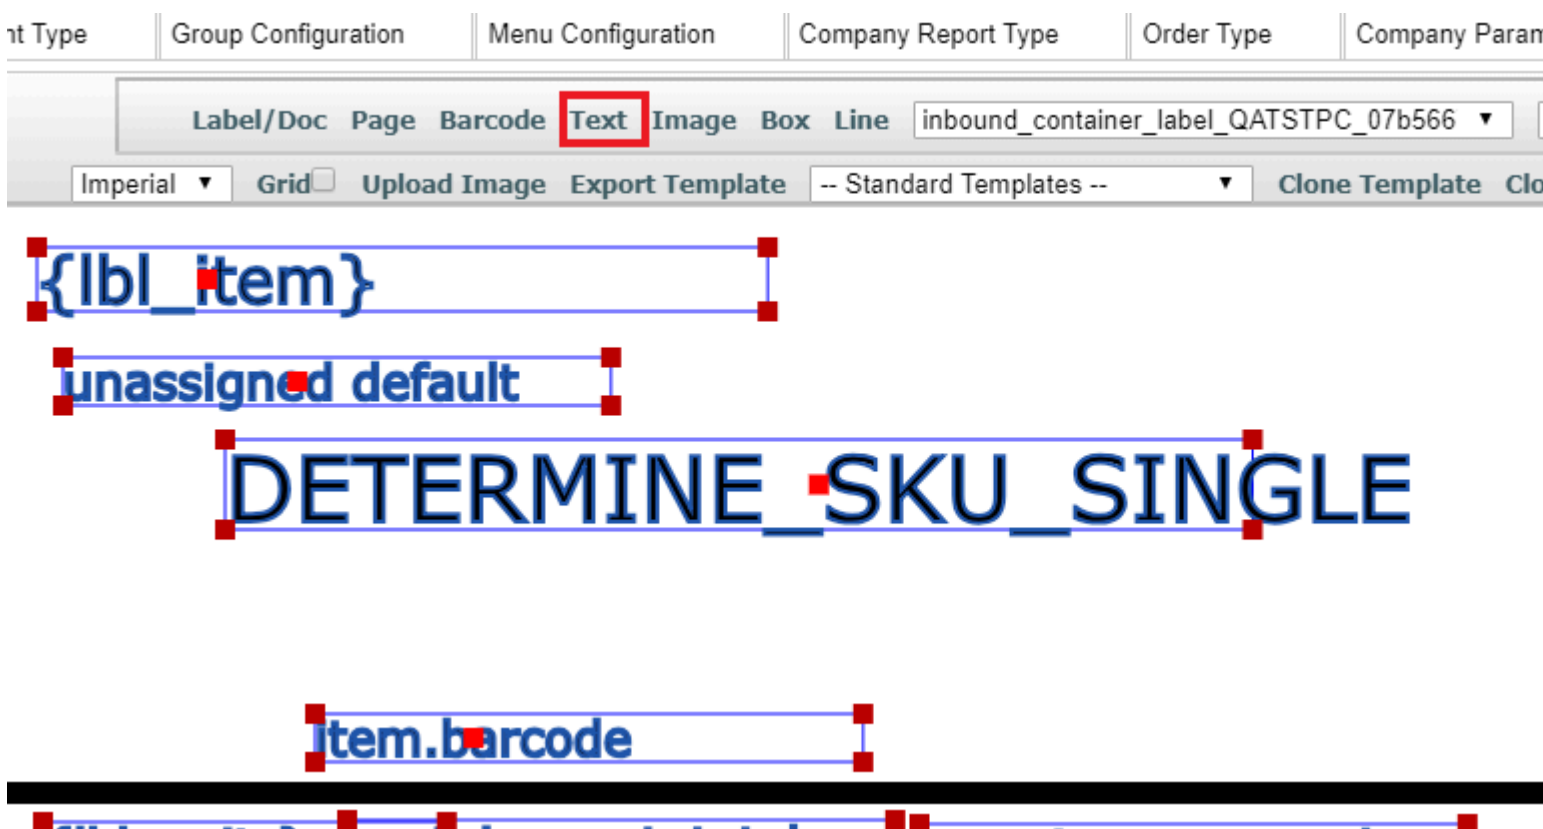 nt Type Group Configuration Menu Configuration Company Report Type Order Type Company Param
Label/Doc Page Barcode Text Image Box Line inbound_container_label_QATSTPC_07b566
Imperial Grid Upload Image Export Template -- Standard Templates -- Clone Template Clo
{lbl_item}
unassigned default
DETERMINE_SKU_SINGLE
item.barcode